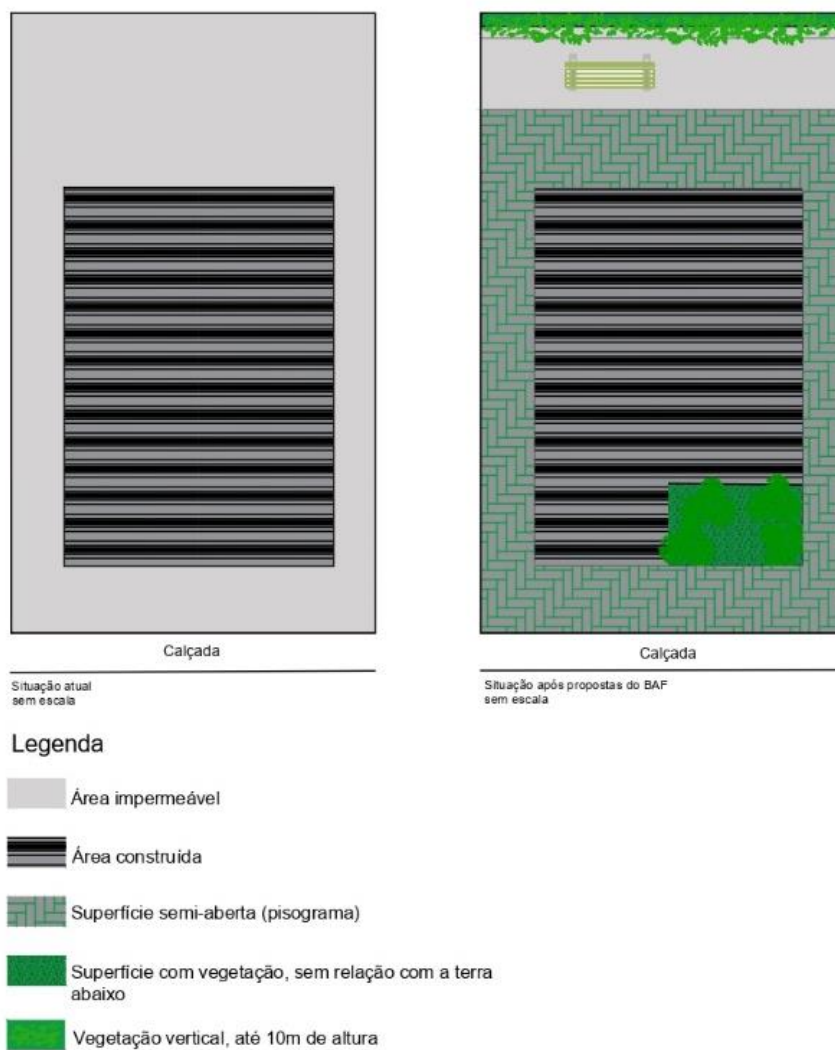 Calçada
Situação atual
sem escala
Calçada
Situação após propostas do BAF
sem escala
Legenda
Área impermeável
Área construída
Superfície semi-aberta (pisograma)
Superfície com vegetação, sem relação com a terra
abaixo
Vegetação vertical, até 10m de altura